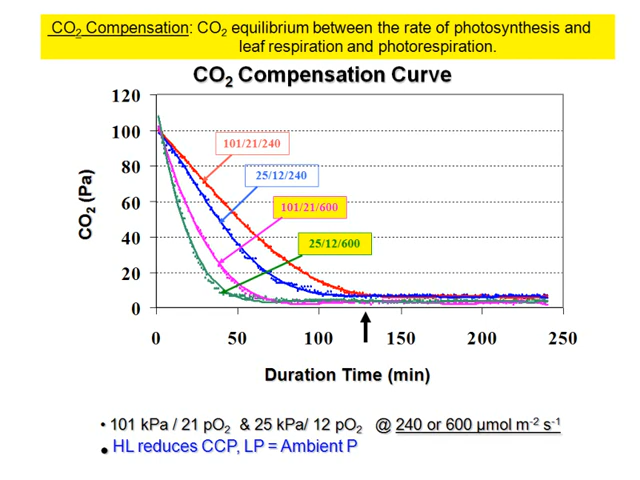 CO2 Compensation: CO2 equilibrium between the rate of photosynthesis and
leaf respiration and photorespiration.
CO2 Compensation Curve
120
100
80
60
40
20
0
CO2 (Pa)
101/21/240
25/12/240
101/21/600
25/12/600
0 50 100 150 200 250
Duration Time (min)
• 101 kPa / 21 pO2 & 25 kPa/ 12 pO2 @ 240 or 600 µmol m-2 s-1
• HL reduces CCP, LP = Ambient P